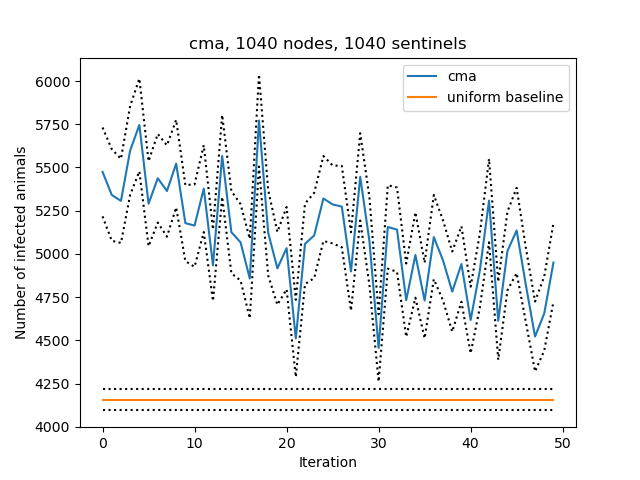 cma, 1040 nodes, 1040 sentinels
cma
uniform baseline
Number of infected animals
6000
5750
5500
5250
5000
4750
4500
4250
4000
0 10 20 30 40 50
Iteration